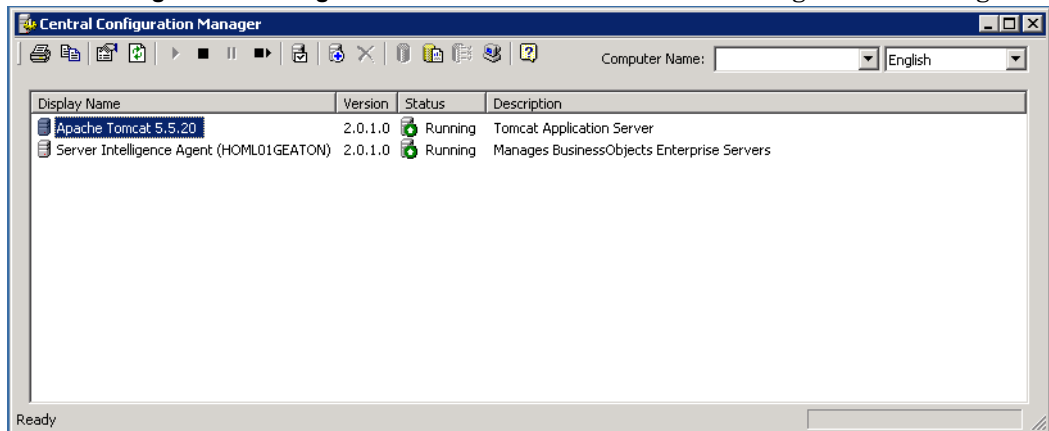 Central Configuration Manager
Computer Name: English
Display Name Version Status Description
Apache Tomcat 5.5.20 2.0.1.0 Running Tomcat Application Server
Server Intelligence Agent (HOML01GEATON) 2.0.1.0 Running Manages BusinessObjects Enterprise Servers
Ready